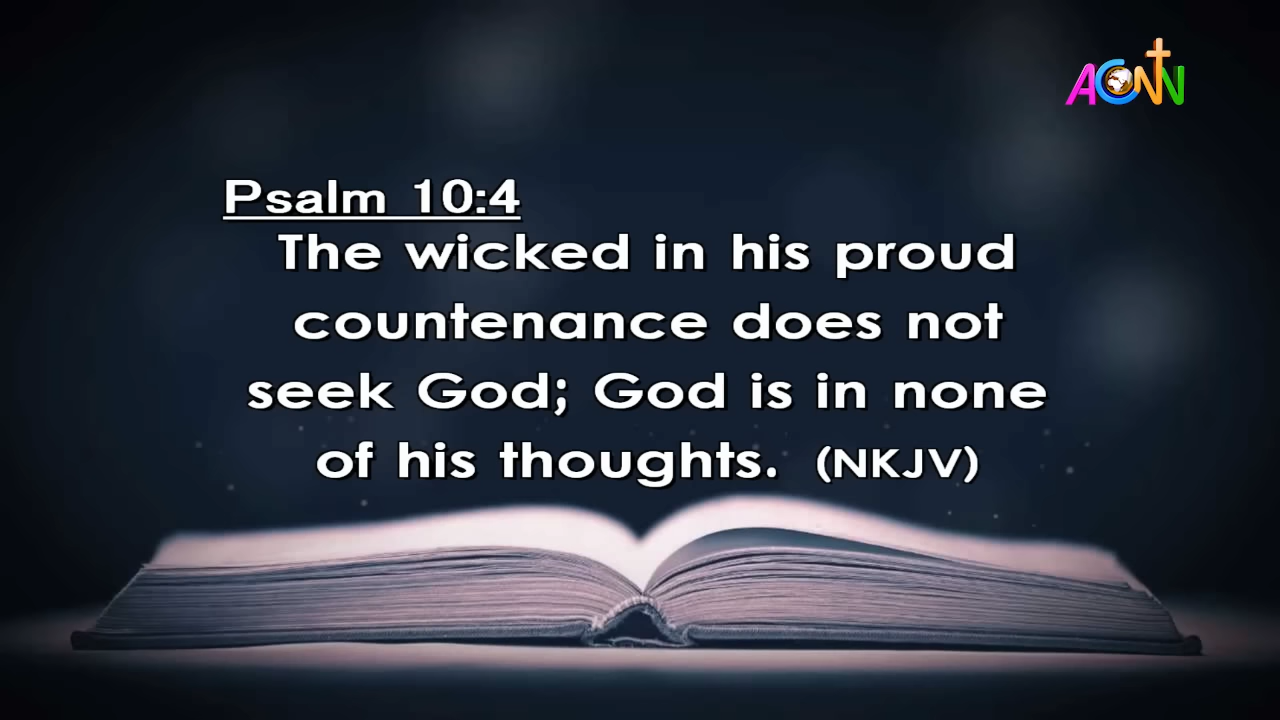 ACNN
Psalm 10:4
The wicked in his proud
countenance does not
seek God; God is in none
of his thoughts. (NKJV)